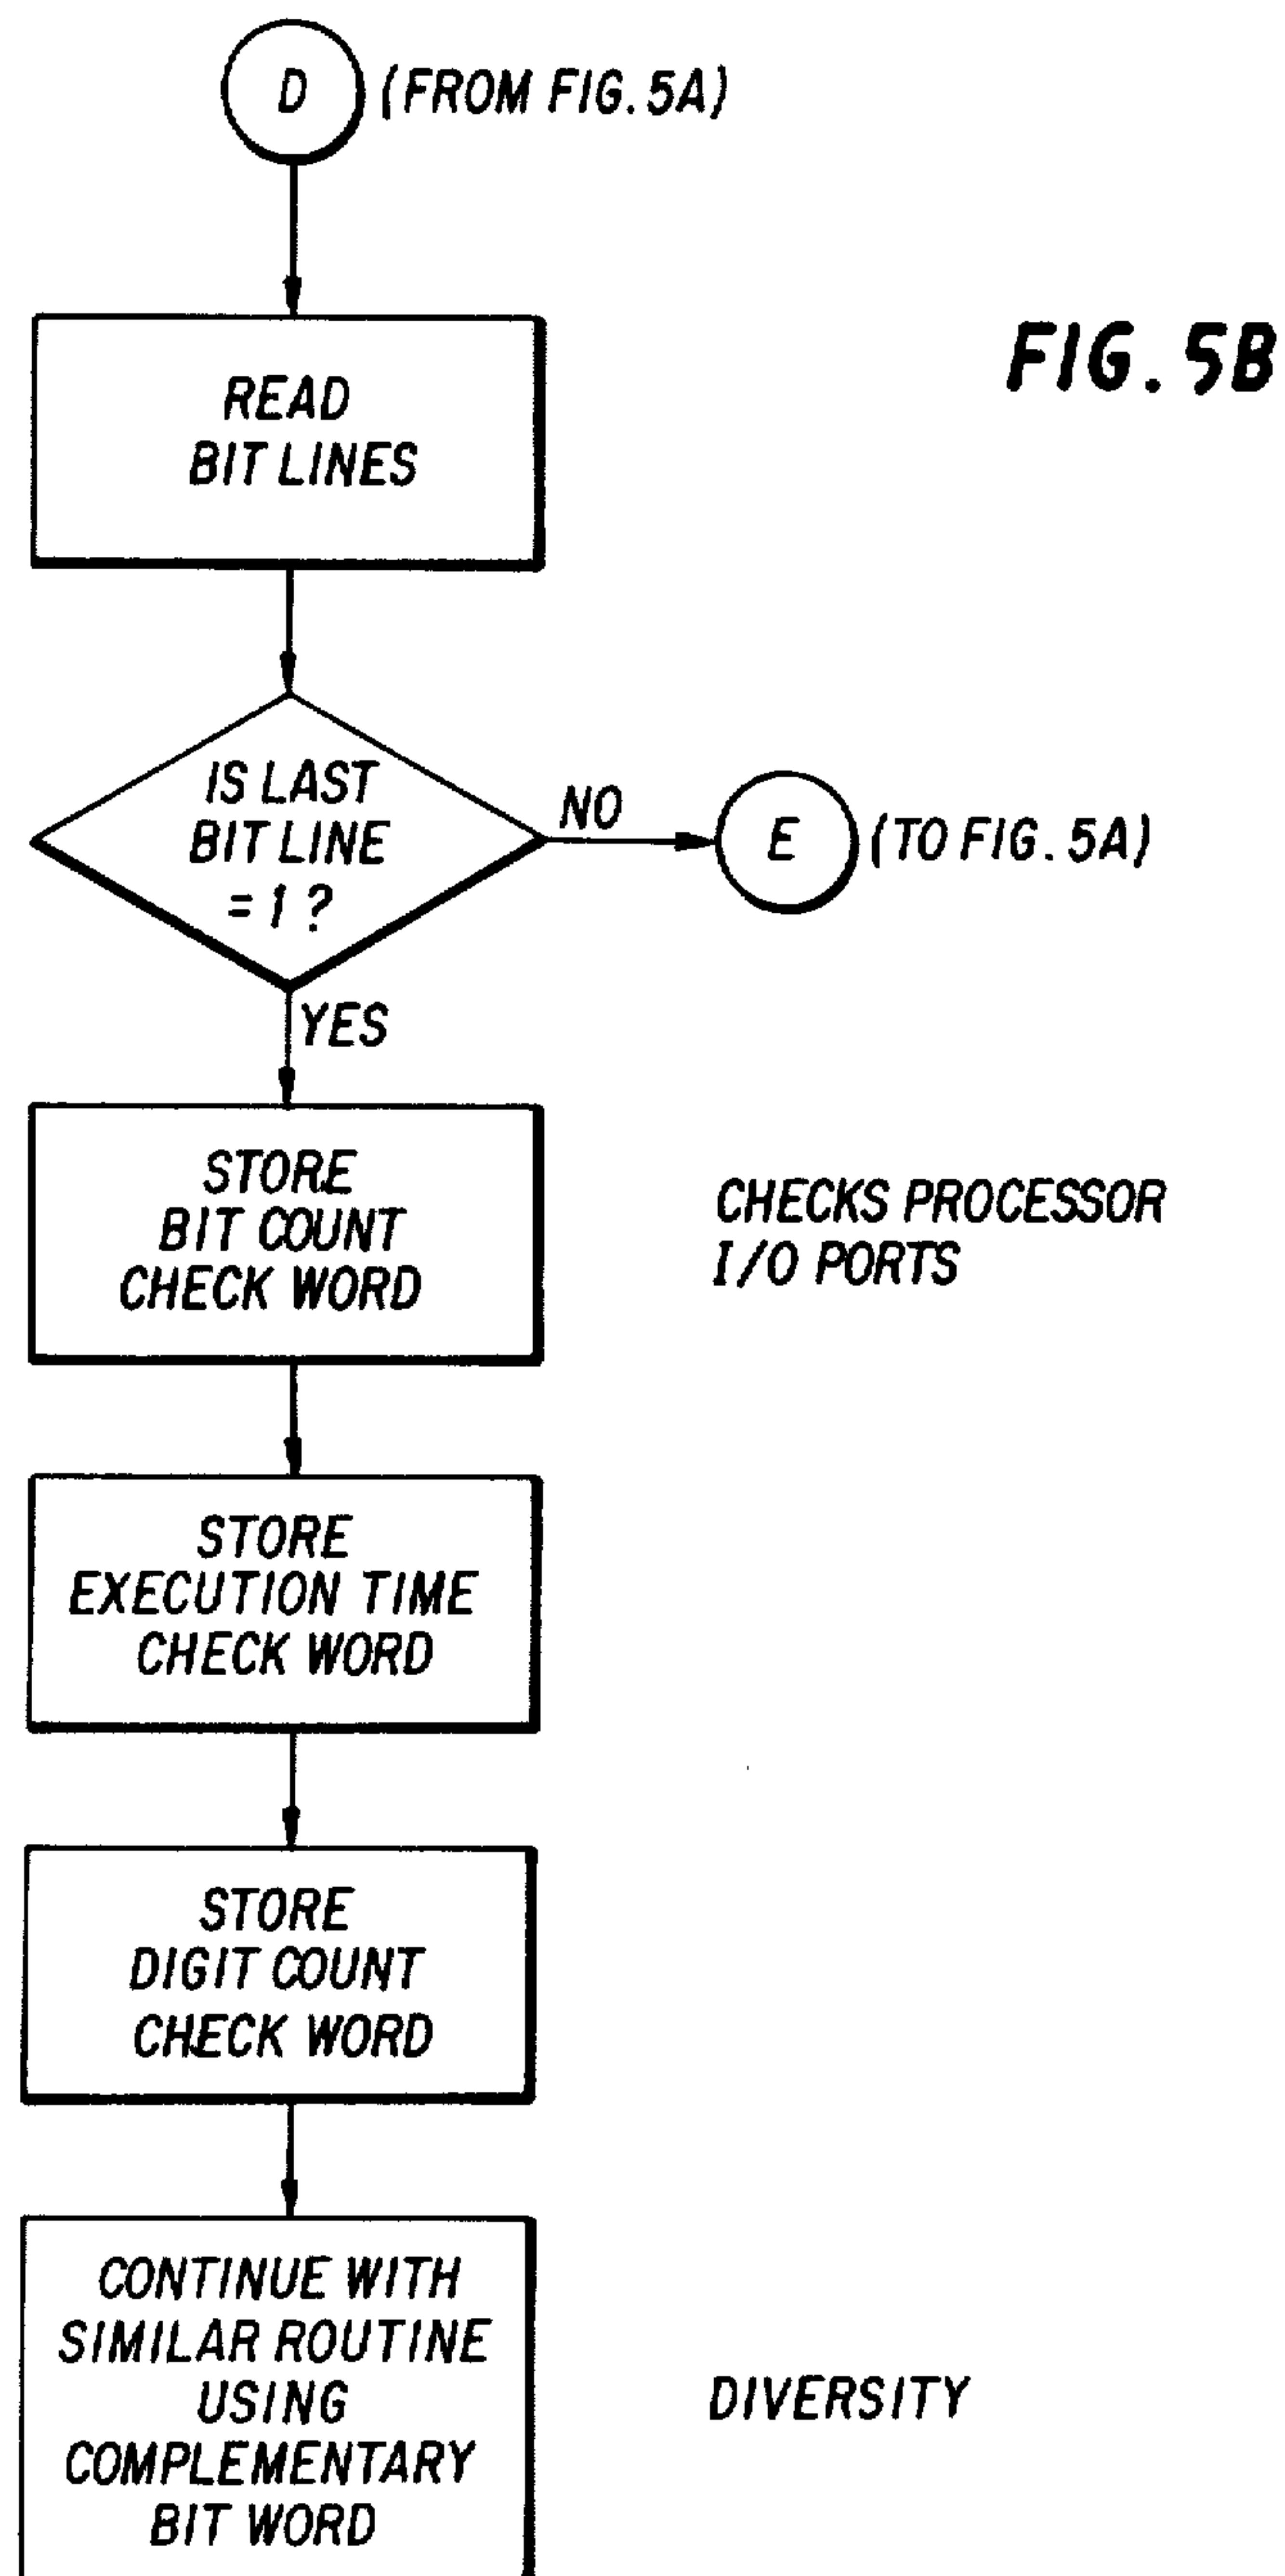 D (FROM FIG. 5A)
FIG. 5B
READ
BIT LINES
IS LAST
BIT LINE
= 1 ?
NO
E (TO FIG. 5A)
YES
STORE
BIT COUNT
CHECK WORD
CHECKS PROCESSOR
I/O PORTS
STORE
EXECUTION TIME
CHECK WORD
STORE
DIGIT COUNT
CHECK WORD
CONTINUE WITH
SIMILAR ROUTINE
USING
COMPLEMENTARY
BIT WORD
DIVERSITY